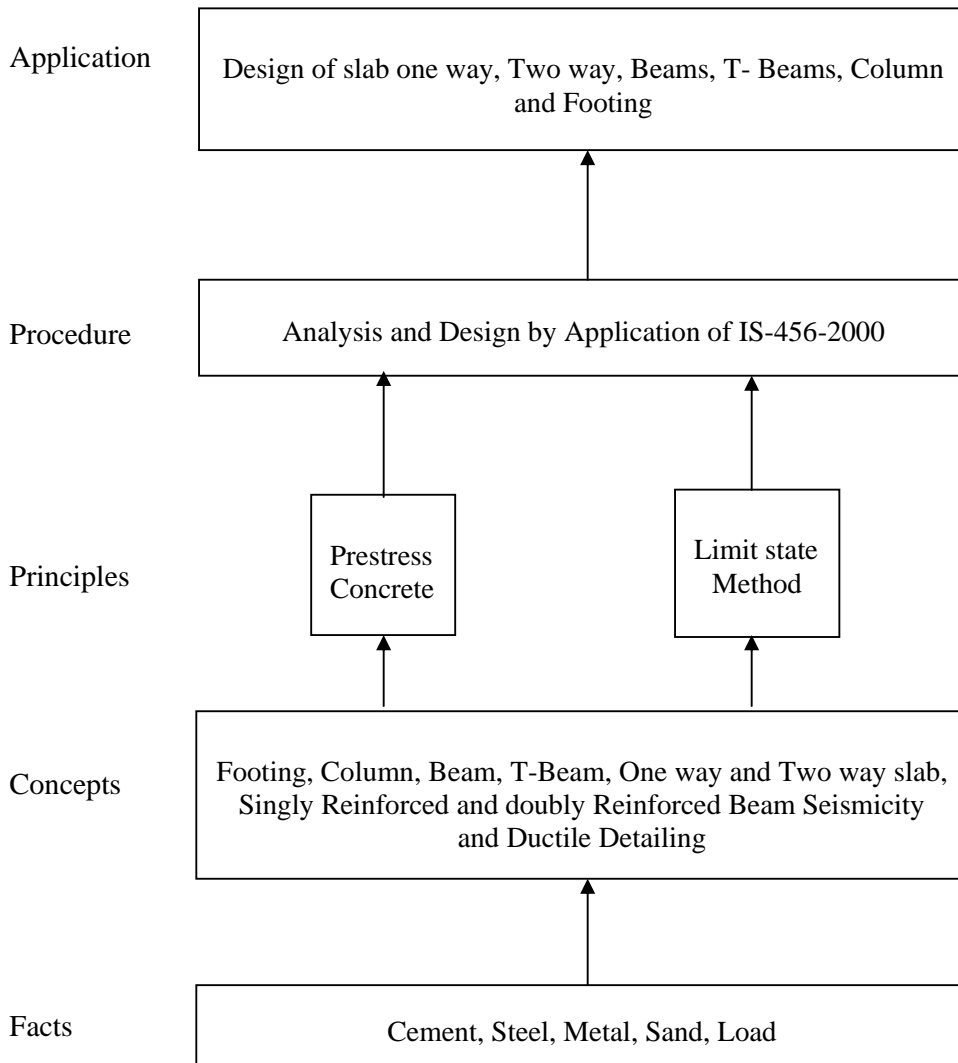 Application
Design of slab one way, Two way, Beams, T- Beams, Column
and Footing
Procedure
Analysis and Design by Application of IS-456-2000
Principles
Prestress
Concrete
Limit state
Method
Concepts
Footing, Column, Beam, T-Beam, One way and Two way slab,
Singly Reinforced and doubly Reinforced Beam Seismicity
and Ductile Detailing
Facts
Cement, Steel, Metal, Sand, Load